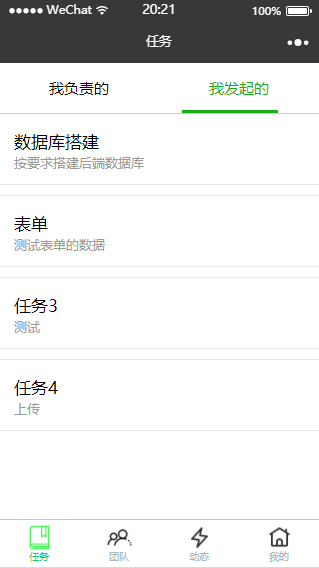 WeChat 20:21 100%
任务
我负责的 我发起的
数据库搭建
按要求搭建后端数据库
表单
测试表单的数据
任务3
测试
任务4
上传
任务 团队 动态 我的